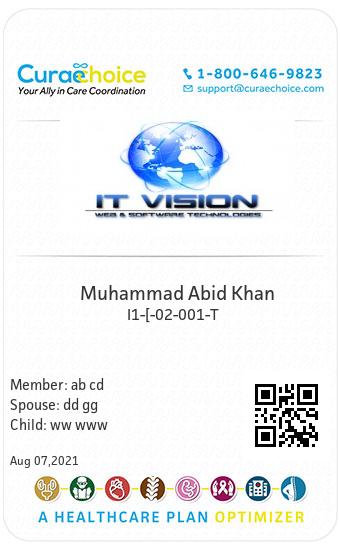 Curaechoice
Your Ally in Care Coordination
1-800-646-9823
support@curaechoice.com
IT VISION
WEB & SOFTWARE TECHNOLOGIES
Muhammad Abid Khan
I1-[-02-001-T
Member: ab cd
Spouse: dd gg
Child: ww www
Aug 07,2021
A HEALTHCARE PLAN OPTIMIZER